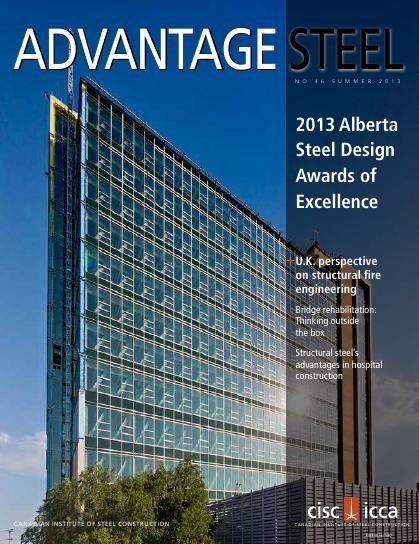 ADVANTAGE STEEL
NO 46 SUMMER 2013
2013 Alberta
Steel Design
Awards of
Excellence
+U.K. perspective
on structural fire
engineering
Bridge rehabilitation:
Thinking outside
the box
Structural steel's
advantages in hospital
construction
cisc icca
CANADIAN INSTITUTE OF STEEL CONSTRUCTION
CANADIAN INSTITUTE OF STEEL CONSTRUCTION